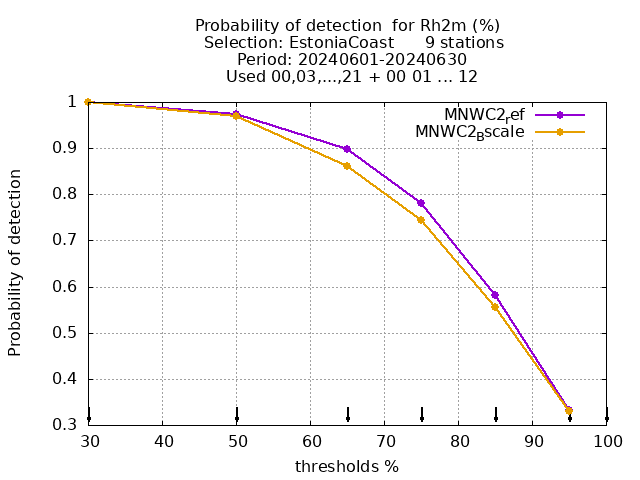 Probability of detection  for Rh2m (%)
Selection: EstoniaCoast      9 stations
Period: 20240601-20240630
Used 00,03,...,21 + 00 01 ... 12
MNWC2ref
MNWC2Bscale
1
0.9
0.8
0.7
0.6
0.5
0.4
0.3
Probability of detection
30 40 50 60 70 80 90 100
thresholds %